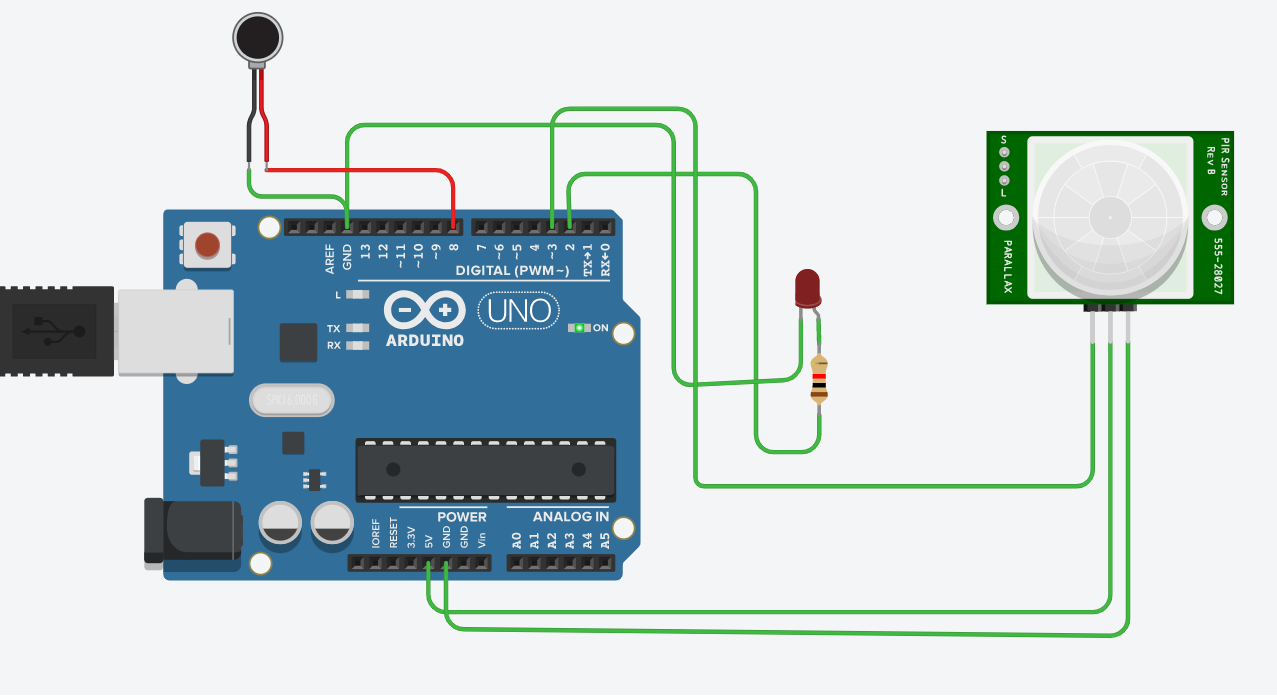 S
L
PARALLAX
PIR SENSOR
REV B
555-28027
AREF
GND
13
12
~11
~10
~9
8
7
~6
~5
4
~3
2
TX→1
RX←0
DIGITAL (PWM~)
L
TX
RX
UNO
ON
ARDUINO
SPK16.000G
POWER
ANALOG IN
IOREF
RESET
3.3V
5V
GND
GND
Vin
A0
A1
A2
A3
A4
A5